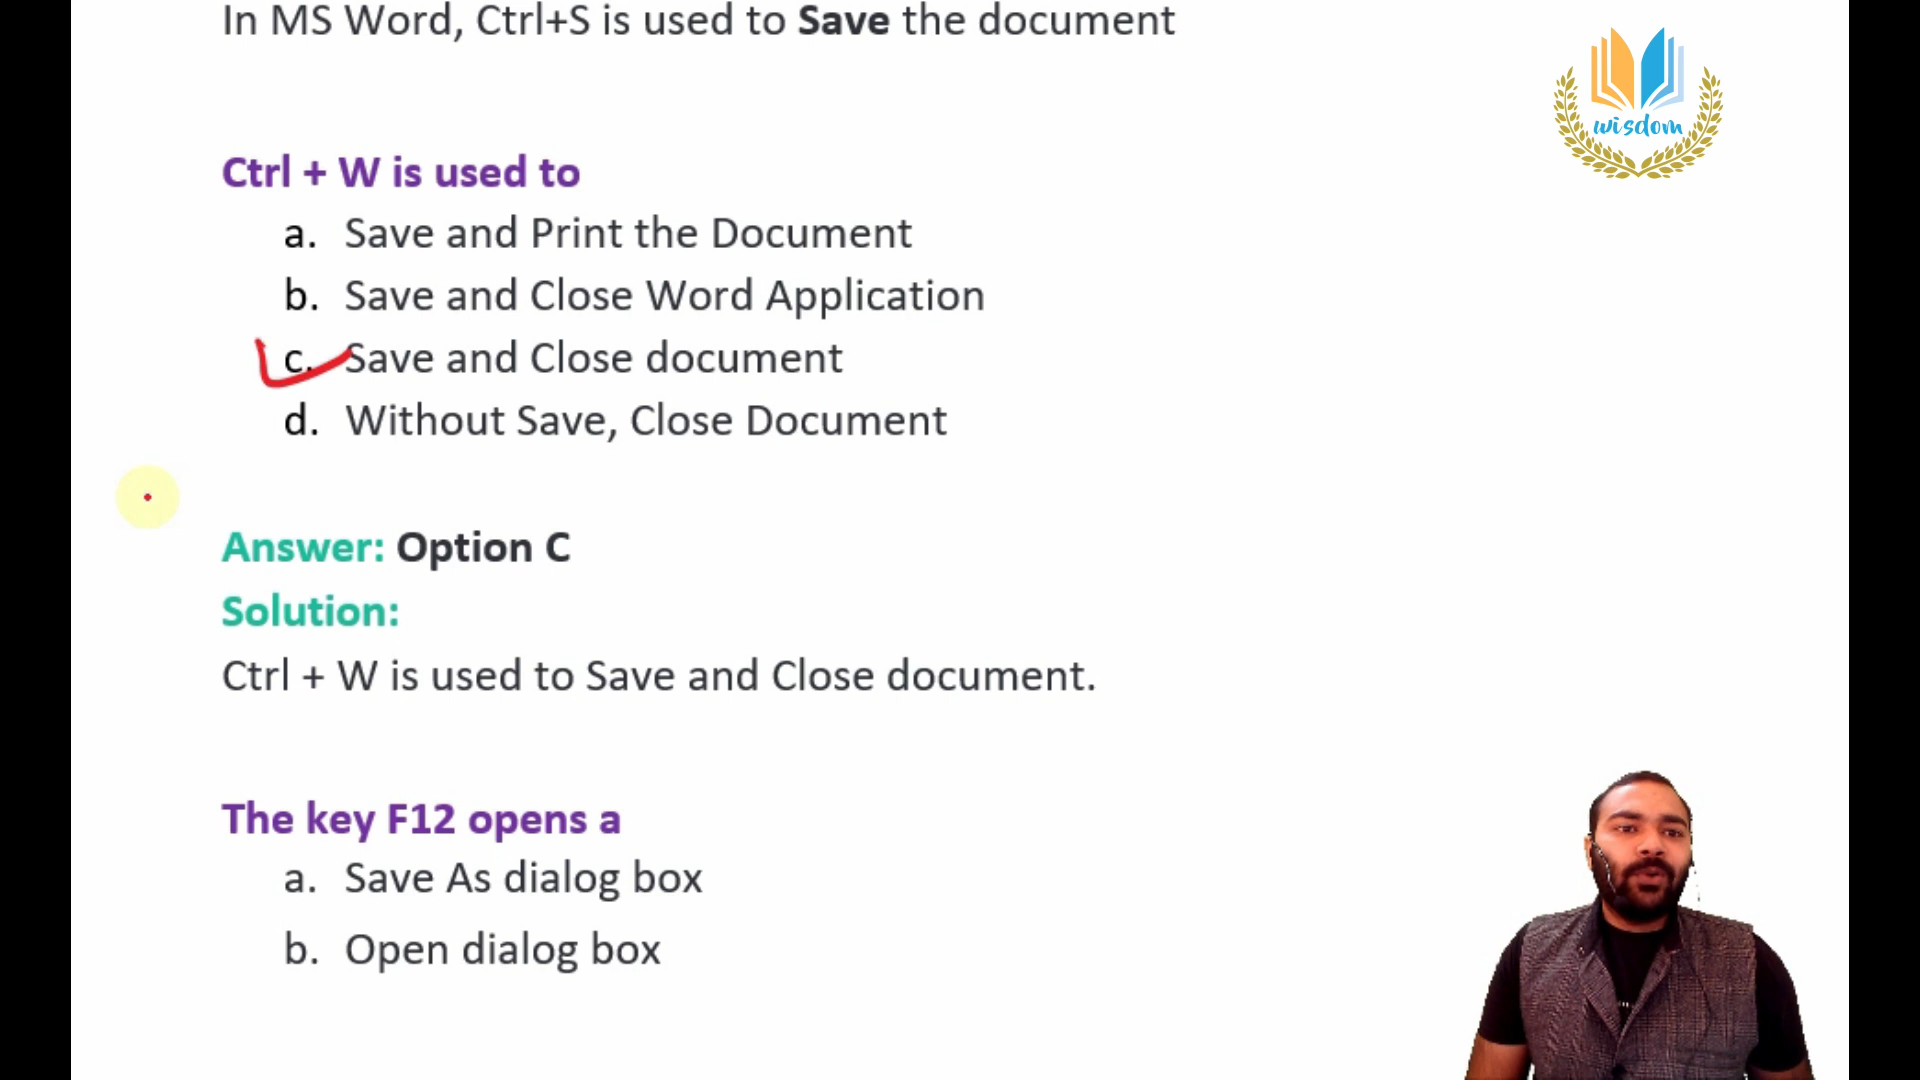 In MS Word, Ctrl+S is used to Save the document
wisdom
Ctrl + W is used to
a. Save and Print the Document
b. Save and Close Word Application
c. Save and Close document
d. Without Save, Close Document
Answer: Option C
Solution:
Ctrl + W is used to Save and Close document.
The key F12 opens a
a. Save As dialog box
b. Open dialog box